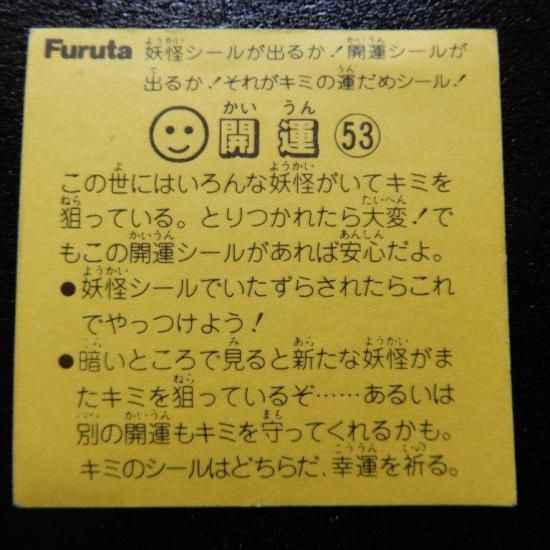 Furuta 妖怪シールが出るか!開運シールが
出るか!それがキミの運だめシール!
開運 53
この世にはいろんな妖怪がいてキミを
狙っている。とりつかれたら大変!で
もこの開運シールがあれば安心だよ。
●妖怪シールでいたずらされたらこれ
でやっつけよう!
●暗いところで見ると新たな妖怪がま
たキミを狙っているぞ……あるいは
別の開運もキミを守ってくれるかも。
キミのシールはどちらだ、幸運を祈る。